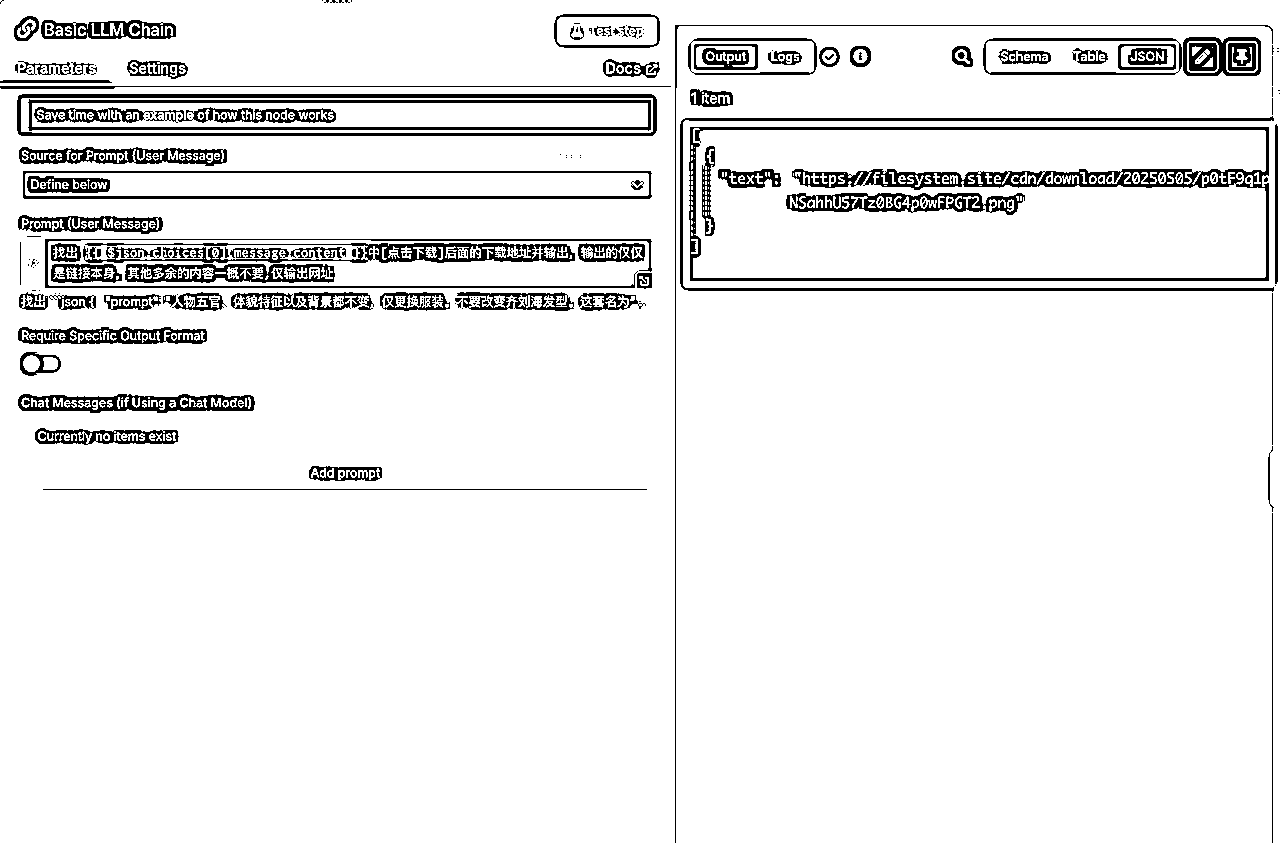 Basic LLM Chain
Test step
Parameters
Settings
Docs
Save time with an example of how this node works
Source for Prompt (User Message)
Define below
Prompt (User Message)
找出 {{ $json.choices[0].message.content }}中[点击下载]后面的下载地址并输出, 输出的仅仅
是链接本身, 其他多余的内容一概不要,仅输出网址
找出 ```json { "prompt": "人物五官、体貌特征以及背景都不变, 仅更换服装, 不要改变齐刘海发型, 这套名为"
Require Specific Output Format
Chat Messages (if Using a Chat Model)
Currently no items exist
Add prompt
Output
Logs
Schema
Table
JSON
1 item
[
{
"text": "https://filesystem.site/cdn/download/20250505/p0tF9q1p
NSahhU57Tz0BG4p0wFPGT2.png"
}
]